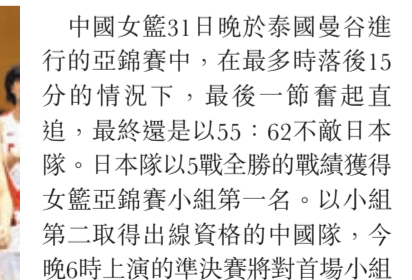 中國女籃31日晚於泰國曼谷進
行的亞錦賽中，在最多時落後15
分的情況下，最後一節奮起直
追，最終還是以55：62不敵日本
隊。日本隊以5戰全勝的戰績獲得
女籃亞錦賽小組第一名。以小組
第二取得出線資格的中國隊，今
晚6時上演的準決賽將對首場小組